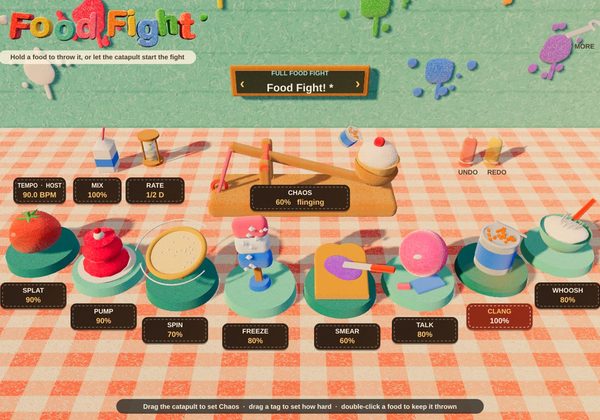 Food Fight
Hold a food to throw it, or let the catapult start the fight
MORE
FULL FOOD FIGHT
‹ Food Fight! * ›
UNDO REDO
TEMPO · HOST
90.0 BPM
MIX
100%
RATE
1/2 D
CHAOS
60% flinging
SPLAT
90%
PUMP
90%
SPIN
70%
FREEZE
80%
SMEAR
60%
TALK
80%
CLANG
100%
WHOOSH
80%
Drag the catapult to set Chaos · drag a tag to set how hard · double-click a food to keep it thrown